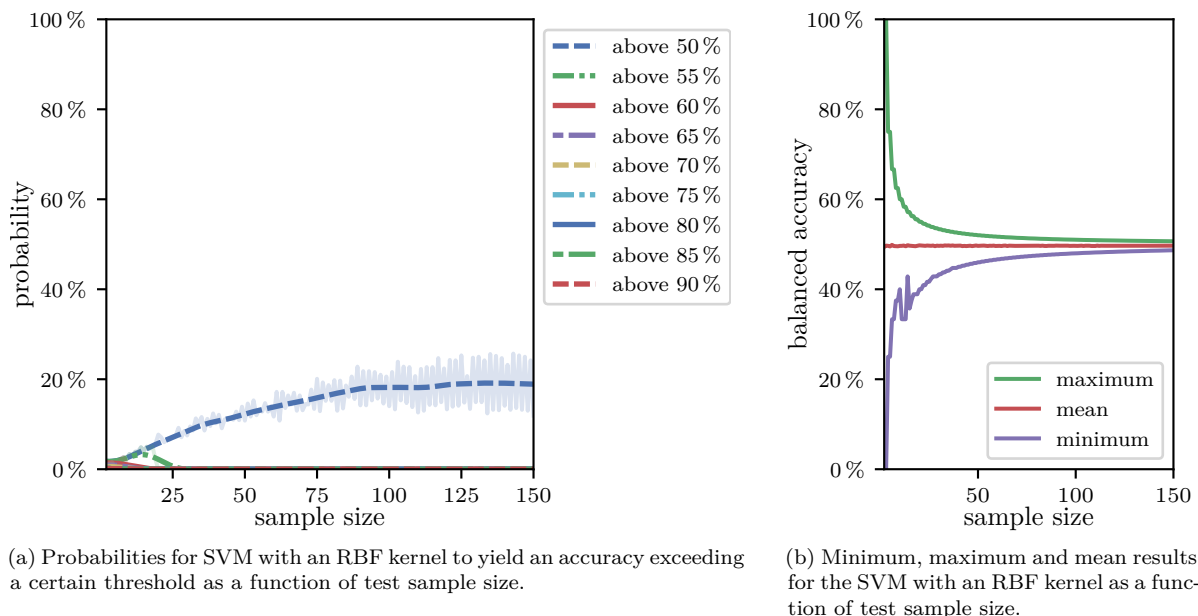 100 %
80 %
60 %
40 %
20 %
0 %
probability
25
50
75
100
125
150
sample size
above 50 %
above 55 %
above 60 %
above 65 %
above 70 %
above 75 %
above 80 %
above 85 %
above 90 %
(a) Probabilities for SVM with an RBF kernel to yield an accuracy exceeding
a certain threshold as a function of test sample size.
100 %
80 %
60 %
40 %
20 %
0 %
balanced accuracy
50
100
150
sample size
maximum
mean
minimum
(b) Minimum, maximum and mean results
for the SVM with an RBF kernel as a func-
tion of test sample size.